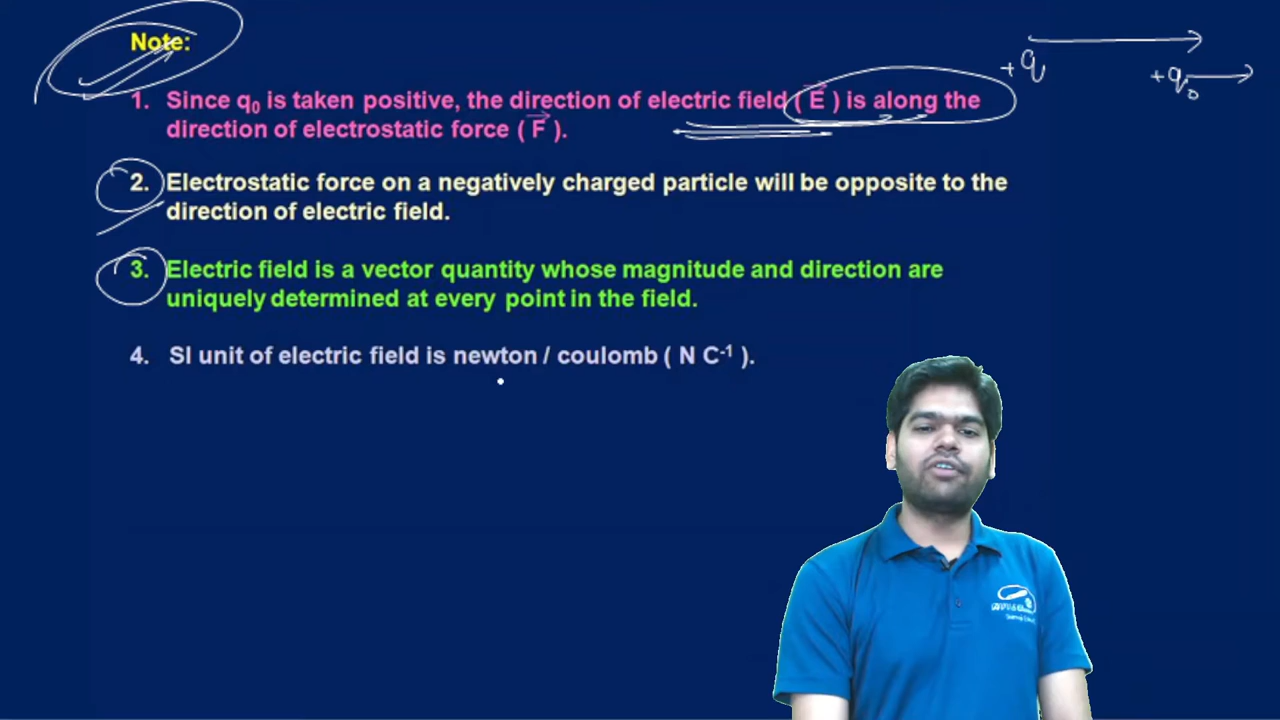 Note:
+q
+q₀
1. Since q₀ is taken positive, the direction of electric field ( E⃗ ) is along the
direction of electrostatic force ( F⃗ ).
2. Electrostatic force on a negatively charged particle will be opposite to the
direction of electric field.
3. Electric field is a vector quantity whose magnitude and direction are
uniquely determined at every point in the field.
4. SI unit of electric field is newton / coulomb ( N C⁻¹ ).